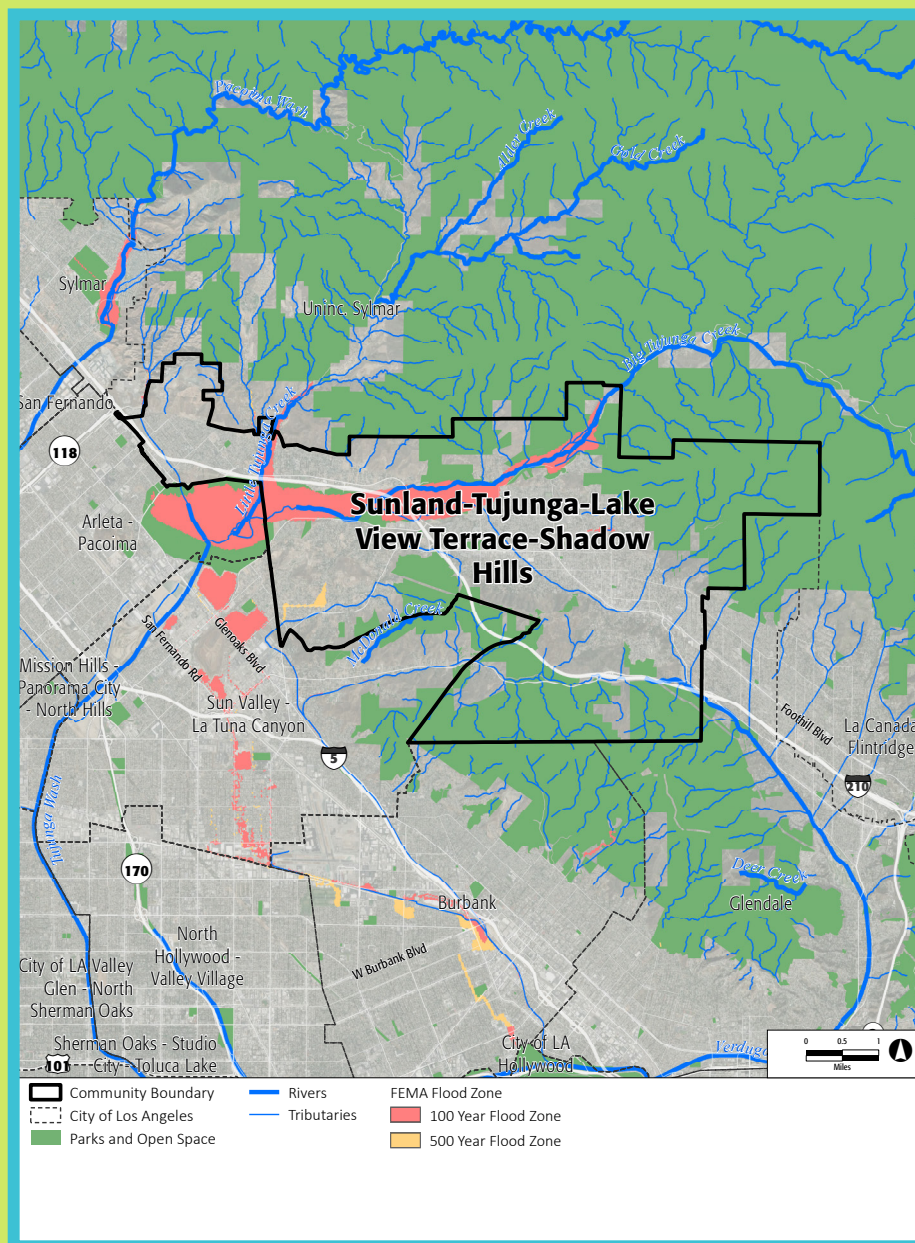 Pacoima Wash
Alder Creek
Gold Creek
Sylmar
Uninc. Sylmar
Big Tujunga Creek
San Fernando
118
Little Tujunga Creek
Arleta -
Pacoima
Sunland-Tujunga-Lake
View Terrace-Shadow
Hills
McDonald Creek
San Fernando Rd
Glenoaks Blvd
Mission Hills -
Panorama City
- North Hills
Sun Valley -
La Tuna Canyon
Foothill Blvd
La Canada
Flintridge
5
210
Tujunga Wash
170
Deer Creek
Glendale
Burbank
W Burbank Blvd
North
Hollywood -
Valley Village
City of LA Valley
Glen - North
Sherman Oaks
Sherman Oaks - Studio
City - Toluca Lake
101
City of LA
Hollywood
Verdugo
0 0.5 1
Miles
Community Boundary
City of Los Angeles
Parks and Open Space
Rivers
Tributaries
FEMA Flood Zone
100 Year Flood Zone
500 Year Flood Zone